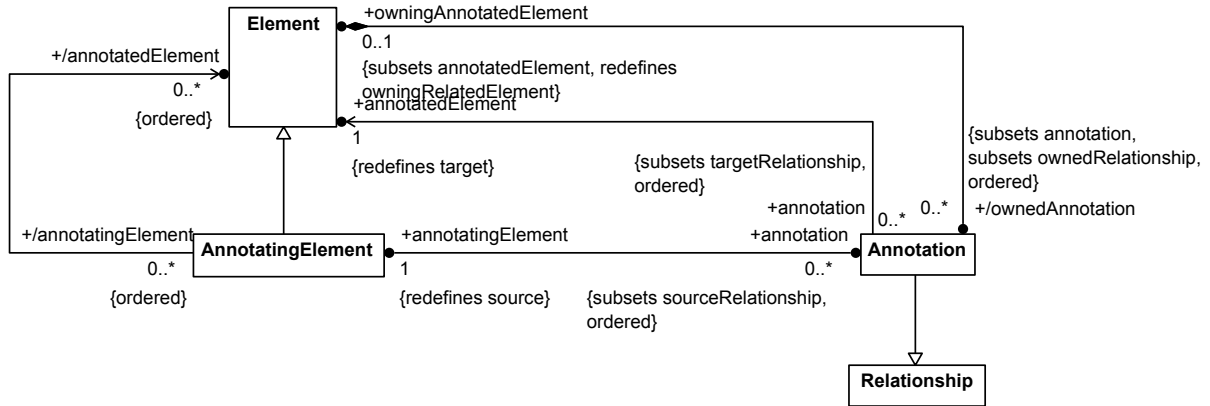 +owningAnnotatedElement
Element
0..1
+/annotatedElement
{subsets annotatedElement, redefines
owningRelatedElement}
0..*
+annotatedElement
{ordered}
1
{redefines target}
{subsets annotation,
subsets ownedRelationship,
ordered}
{subsets targetRelationship,
ordered}
+annotation
0..*
0..*
+/ownedAnnotation
+/annotatingElement
AnnotatingElement
+annotatingElement
+annotation
Annotation
0..*
1
0..*
{ordered}
{redefines source}
{subsets sourceRelationship,
ordered}
Relationship